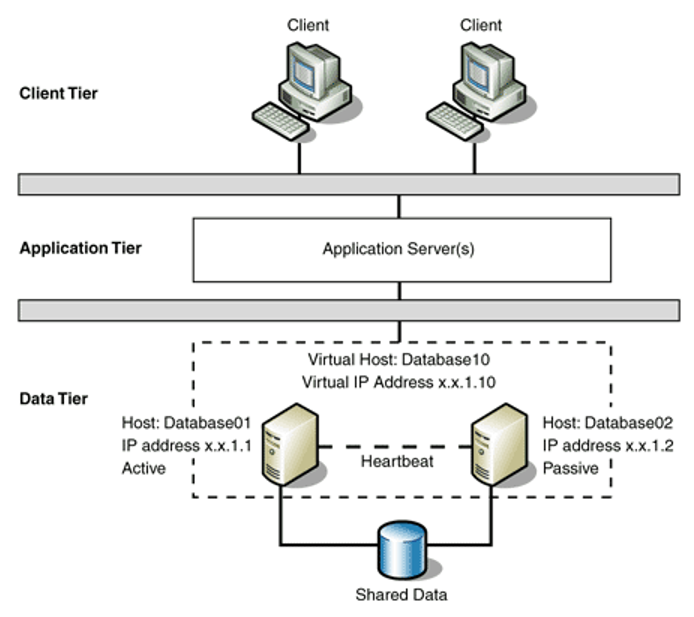 Client
Client
Client Tier
Application Tier
Application Server(s)
Virtual Host: Database10
Virtual IP Address x.x.1.10
Data Tier
Host: Database01
IP address x.x.1.1
Active
Heartbeat
Host: Database02
IP address x.x.1.2
Passive
Shared Data